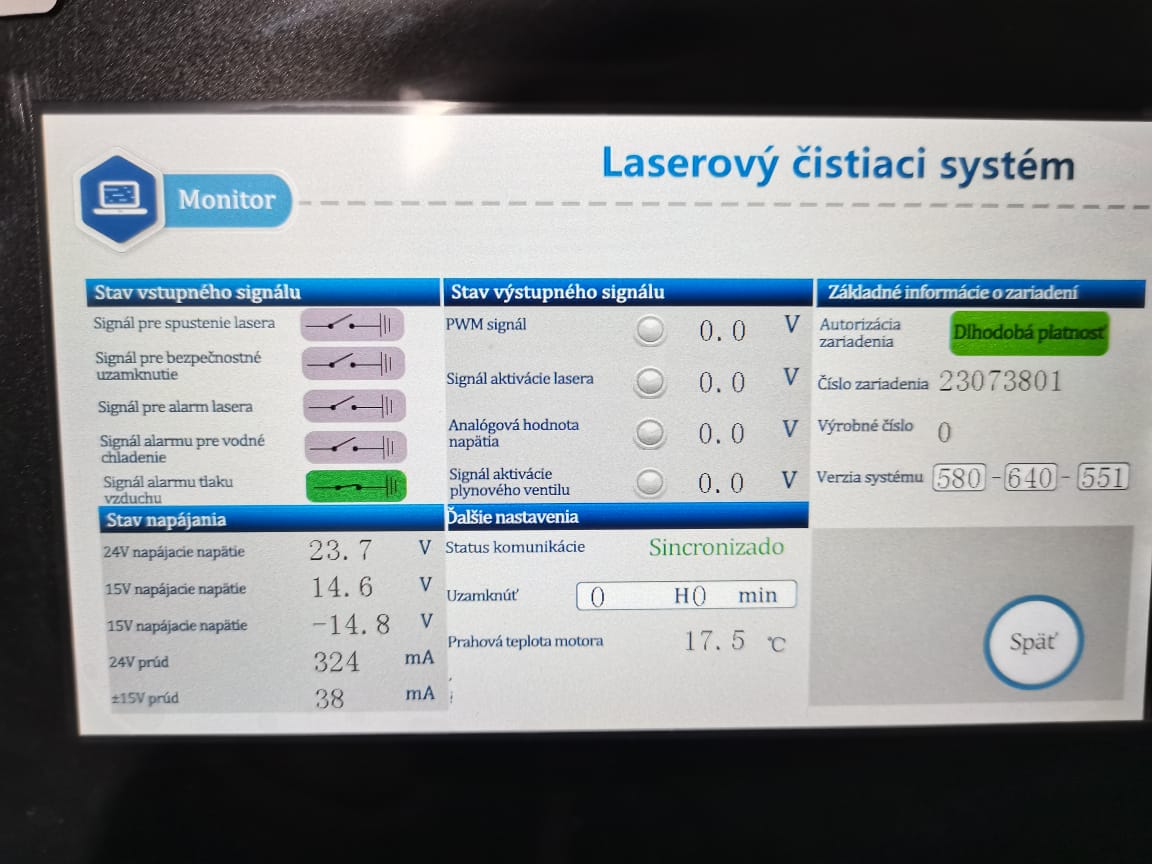 Laserový čistiaci systém
Monitor
Stav vstupného signálu
Signál pre spustenie lasera
Signál pre bezpečnostné
uzamknutie
Signál pre alarm lasera
Signál alarmu pre vodné
chladenie
Signál alarmu tlaku
vzduchu
Stav napájania
24V napájacie napätie 23.7 V
15V napájacie napätie 14.6 V
15V napájacie napätie -14.8 V
24V prúd 324 mA
±15V prúd 38 mA
Stav výstupného signálu
PWM signál 0.0 V
Signál aktivácie lasera 0.0 V
Analógová hodnota
napätia 0.0 V
Signál aktivácie
plynového ventilu 0.0 V
Ďalšie nastavenia
Status komunikácie Sincronizado
Uzamknúť 0 H0 min
Prahová teplota motora 17.5 ℃
Základné informácie o zariadení
Autorizácia
zariadenia Dlhodobá platnosť
Číslo zariadenia 23073801
Výrobné číslo 0
Verzia systému 580-640-551
Späť